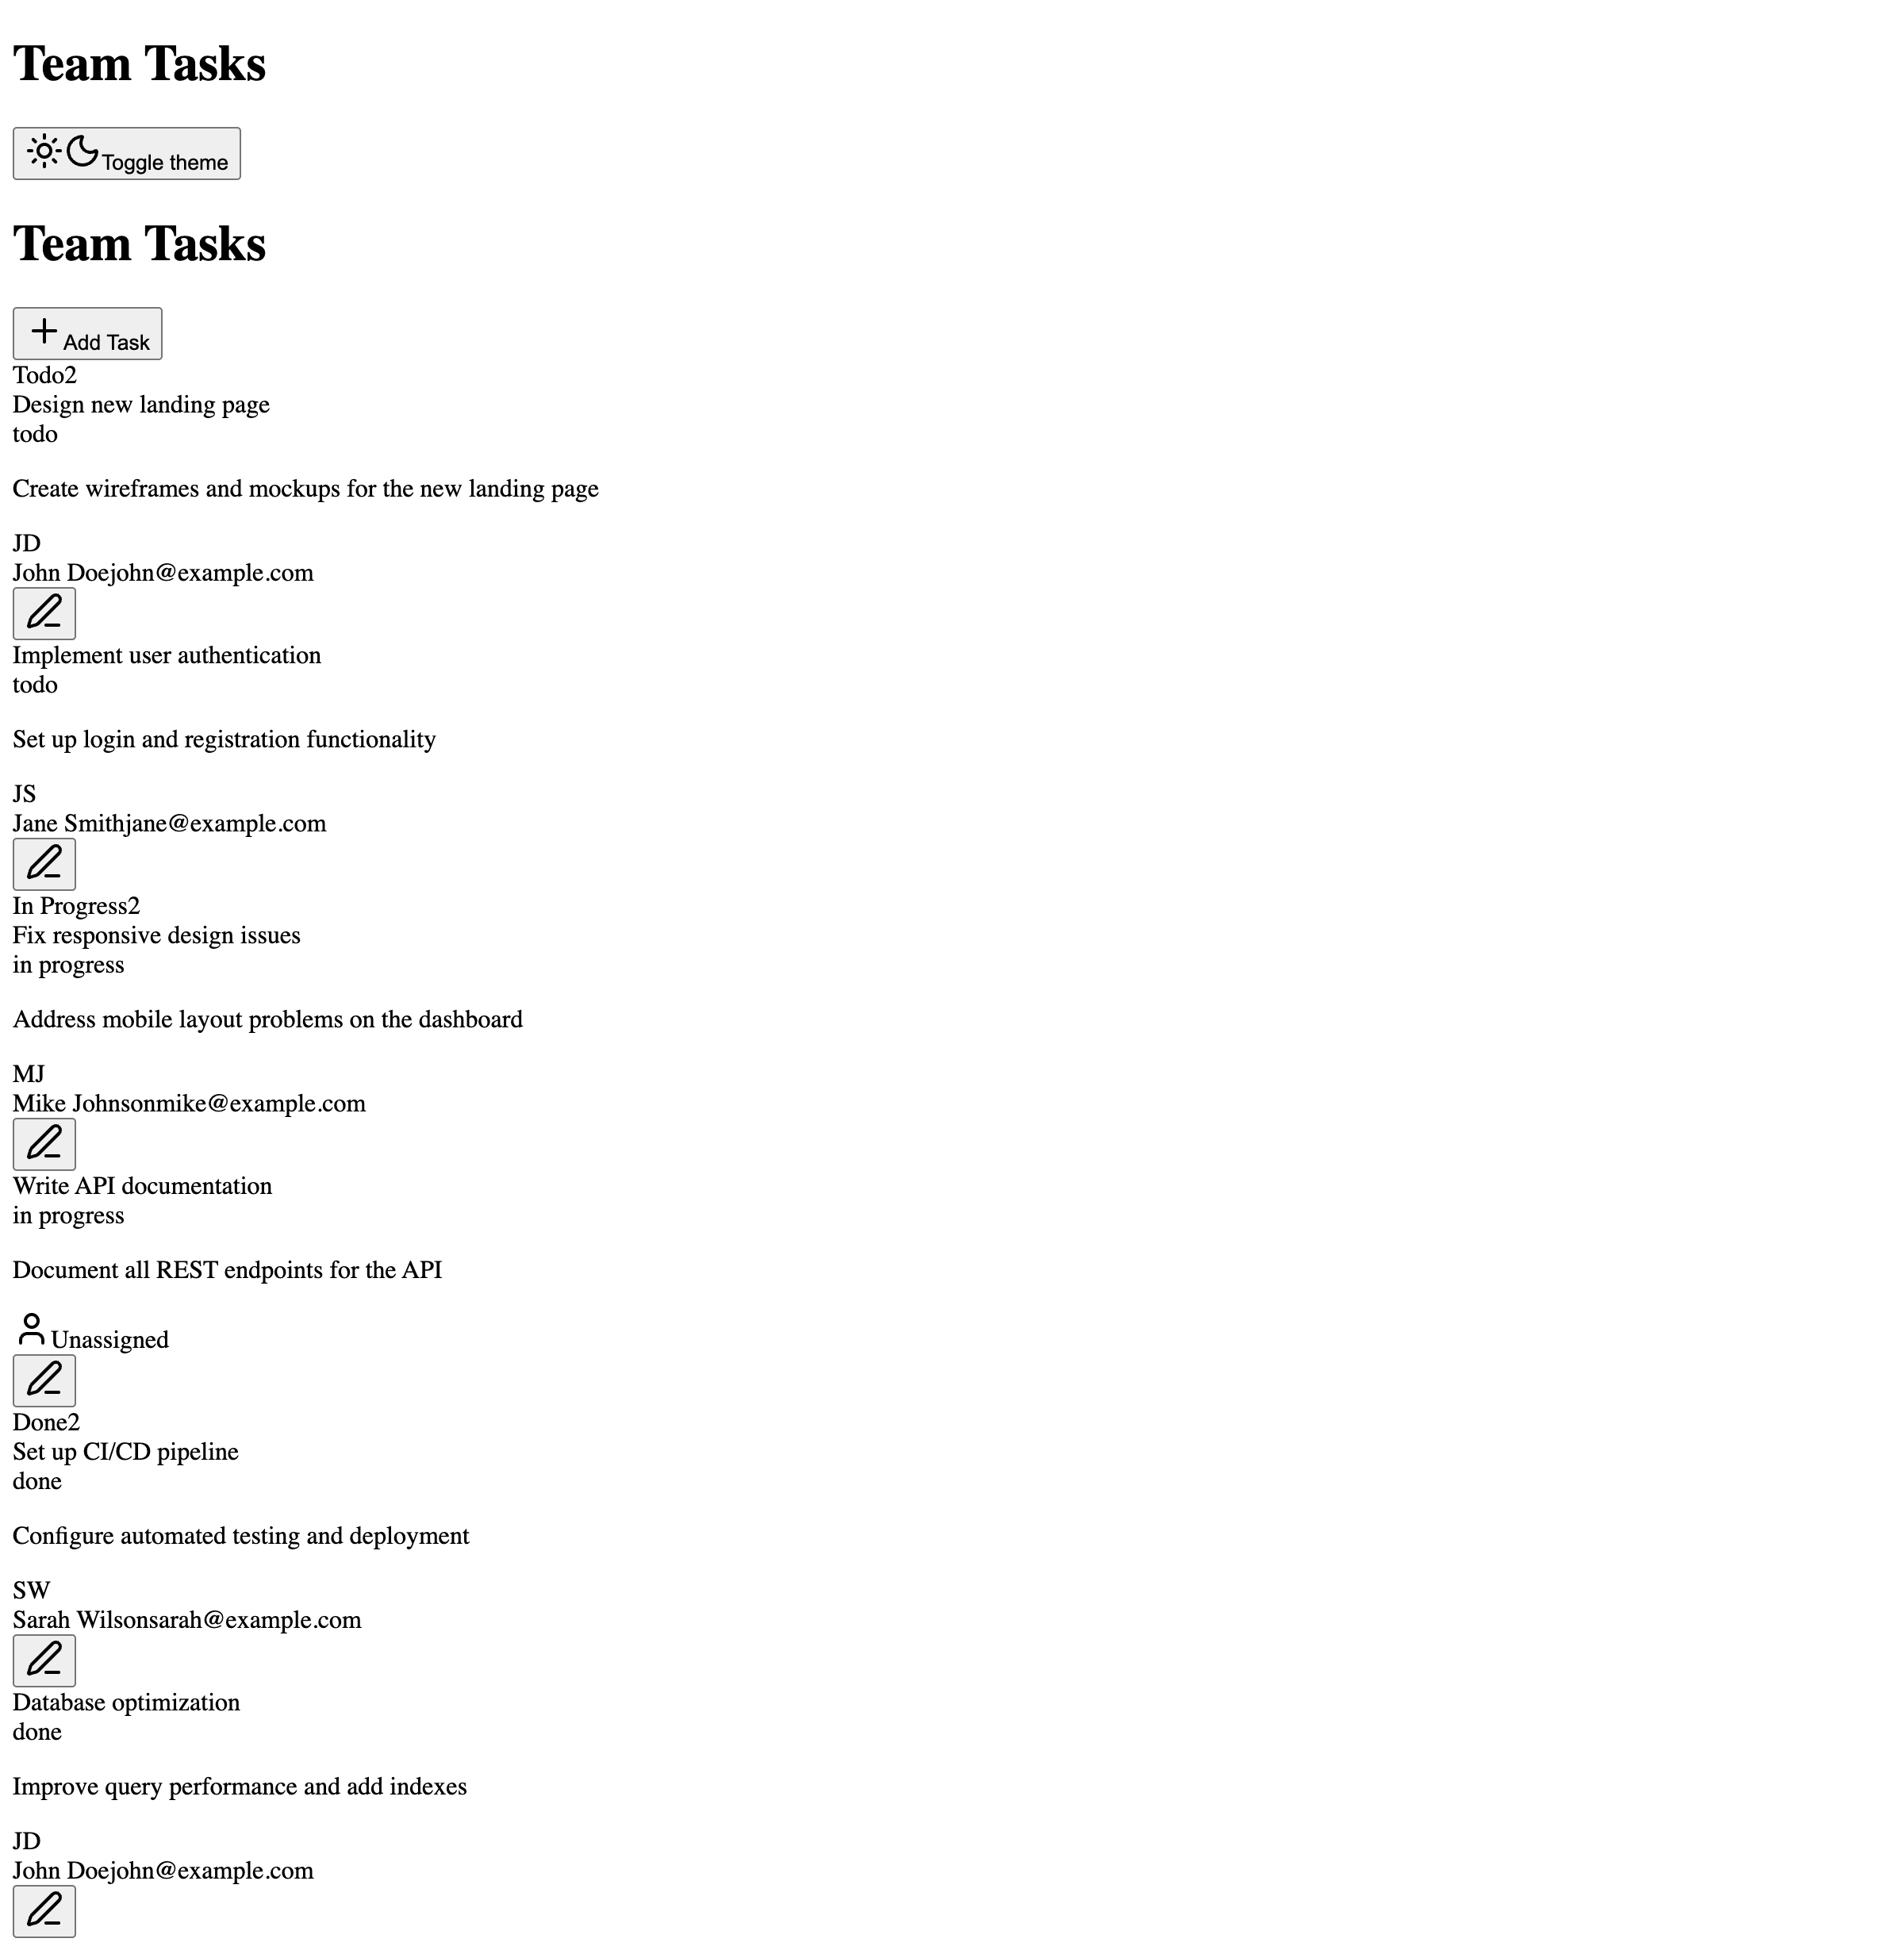 Team Tasks
Toggle theme
Team Tasks
Add Task
Todo2
Design new landing page
todo
Create wireframes and mockups for the new landing page
JD
John Doejohn@example.com
Implement user authentication
todo
Set up login and registration functionality
JS
Jane Smithjane@example.com
In Progress2
Fix responsive design issues
in progress
Address mobile layout problems on the dashboard
MJ
Mike Johnsonmike@example.com
Write API documentation
in progress
Document all REST endpoints for the API
Unassigned
Done2
Set up CI/CD pipeline
done
Configure automated testing and deployment
SW
Sarah Wilsonsarah@example.com
Database optimization
done
Improve query performance and add indexes
JD
John Doejohn@example.com